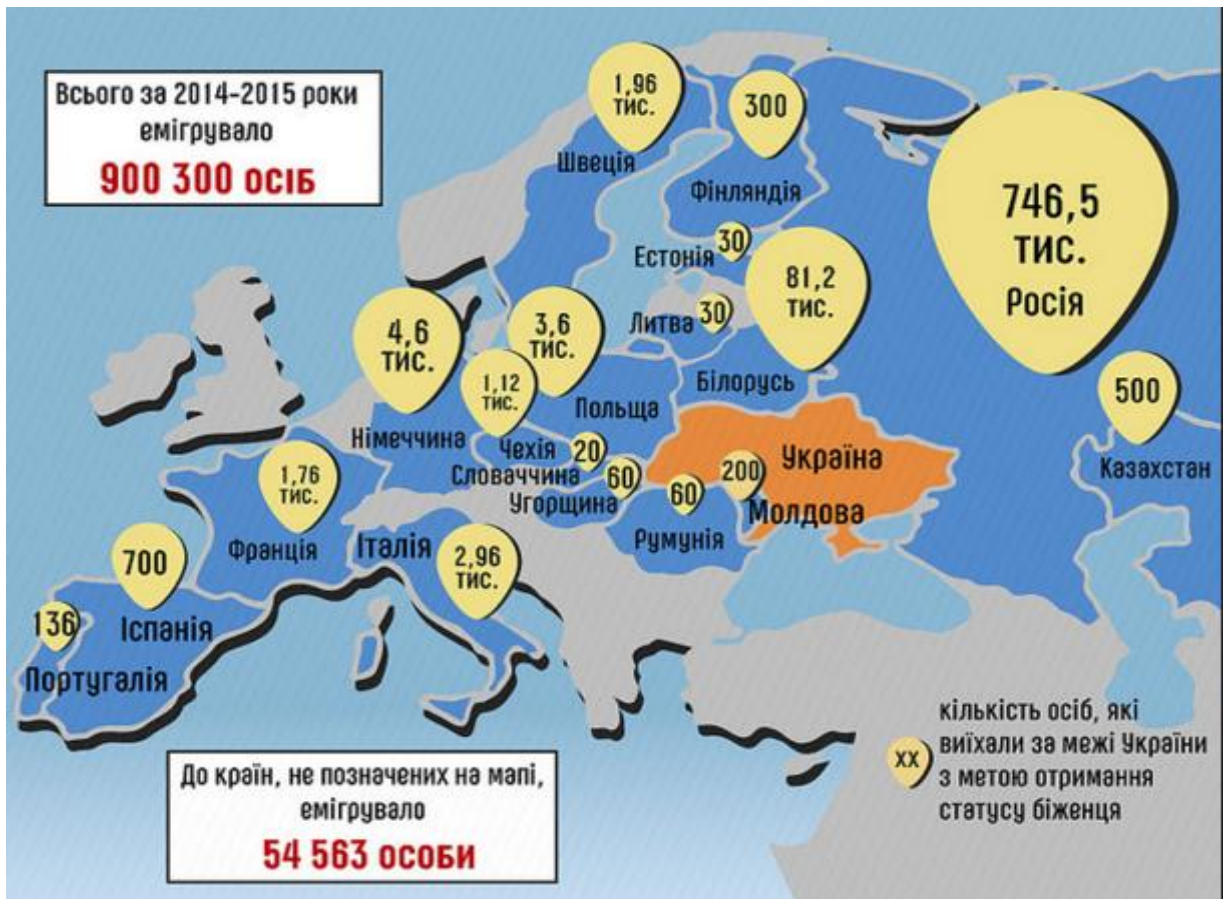 Всього за 2014-2015 роки
емігрувало
900 300 осіб
1,96
тис.
Швеція
300
Фінляндія
746,5
тис.
Росія
30
Естонія
81,2
тис.
Білорусь
30
Литва
4,6
тис.
Німеччина
3,6
тис.
Польща
1,12
тис.
Чехія
20
Словаччина
60
Угорщина
60
Румунія
200
Молдова
Україна
500
Казахстан
1,76
тис.
Франція
Італія
2,96
тис.
700
Іспанія
136
Португалія
xx
кількість осіб, які
виїхали за межі України
з метою отримання
статусу біженця
До країн, не позначених на мапі,
емігрувало
54 563 особи